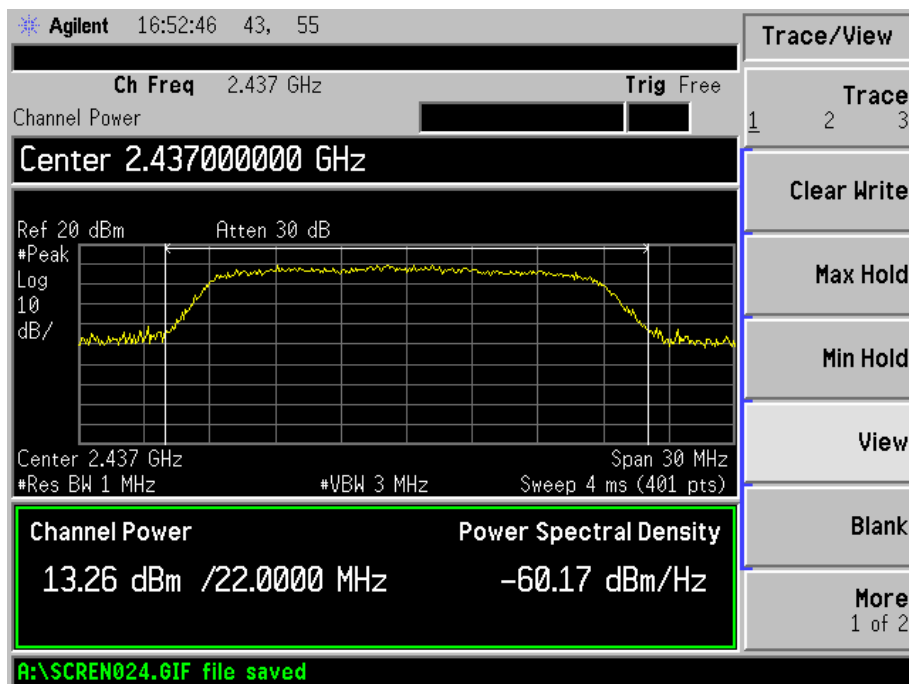 Agilent 16:52:46 43, 55
Trace/View
Ch Freq 2.437 GHz Trig Free
Channel Power
Trace
1 2 3
Center 2.437000000 GHz
Clear Write
Ref 20 dBm Atten 30 dB
#Peak
Log
10
dB/
Max Hold
Min Hold
View
Center 2.437 GHz Span 30 MHz
#Res BW 1 MHz #VBW 3 MHz Sweep 4 ms (401 pts)
Channel Power Power Spectral Density
13.26 dBm /22.0000 MHz -60.17 dBm/Hz
Blank
More
1 of 2
A:\SCREN024.GIF file saved